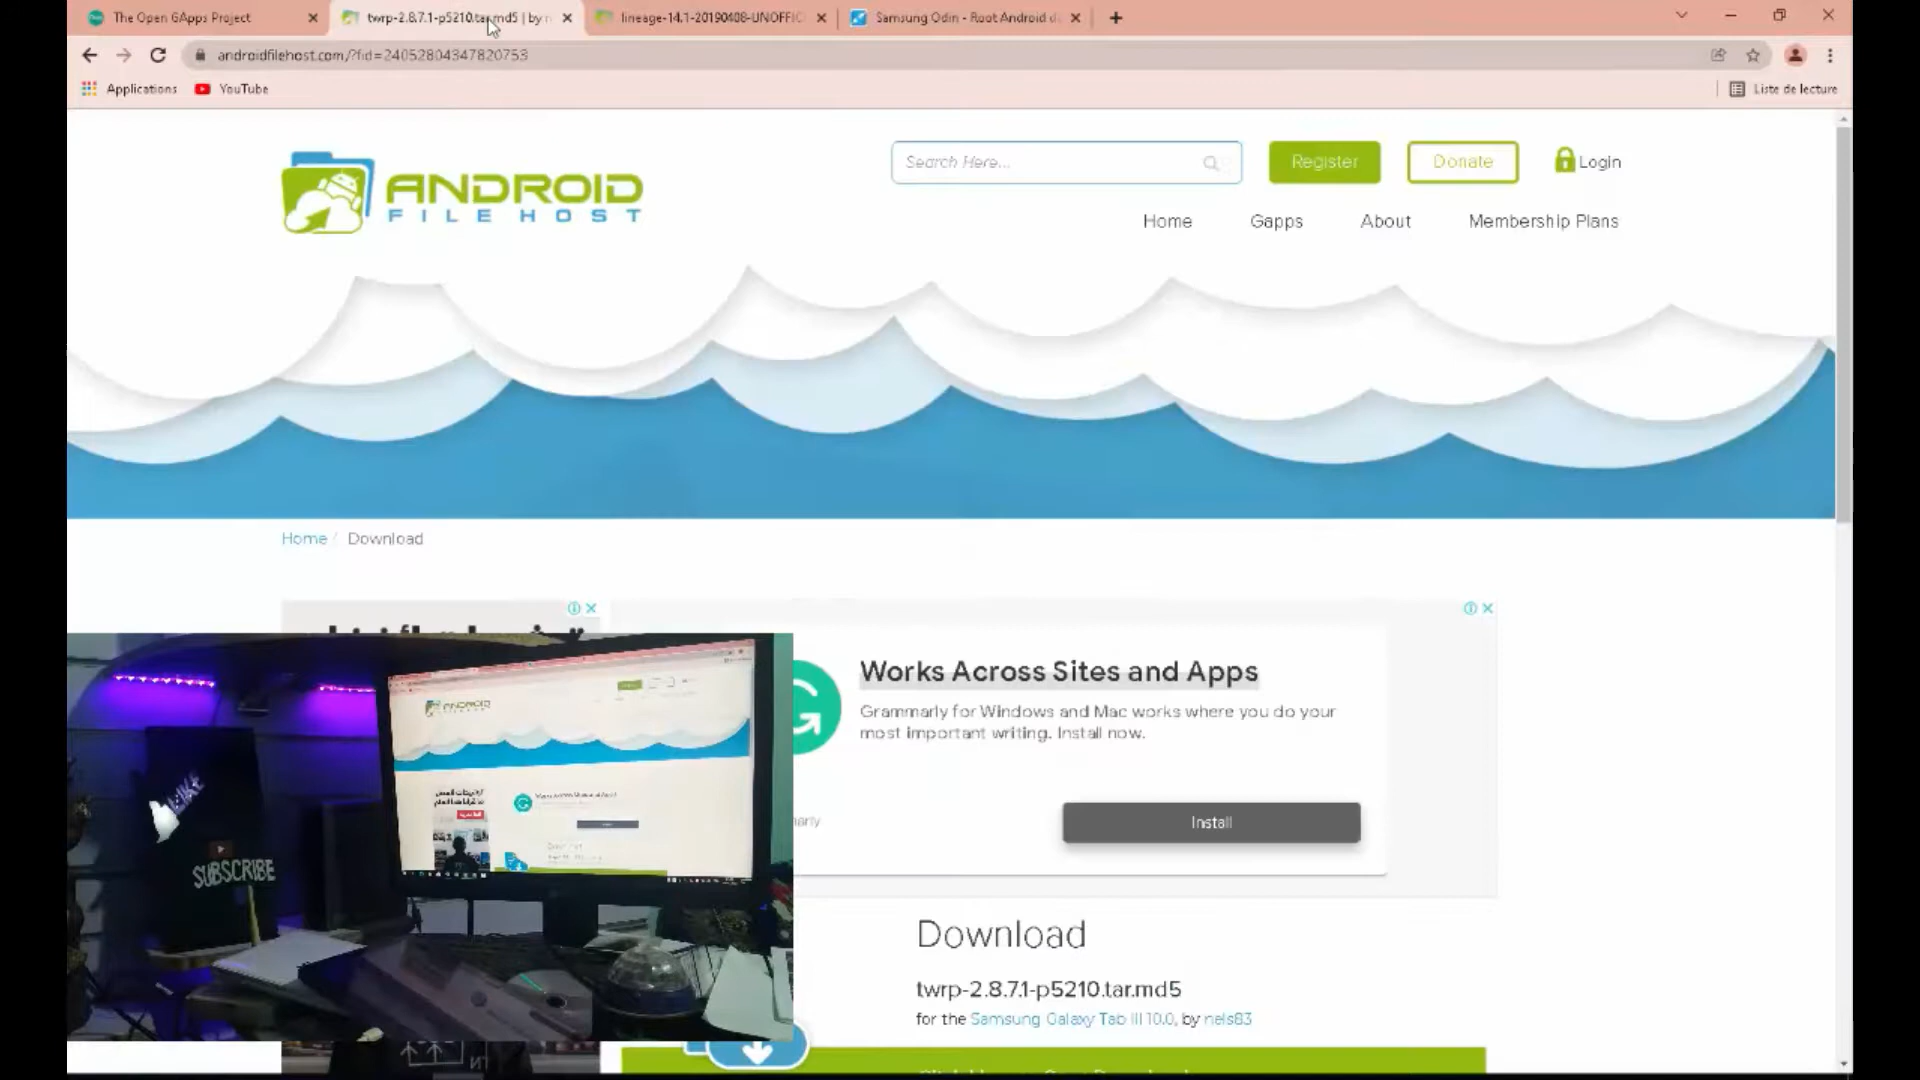 The Open GApps Project
twrp-2.8.7.1-p5210.tar.md5 | by n
lineage-14.1-20190408-UNOFFIC
Samsung Odin - Root Android d
androidfilehost.com/?fid=24052804347820753
Applications
YouTube
Liste de lecture
ANDROID
FILE HOST
Search Here...
Register
Donate
Login
Home
Gapps
About
Membership Plans
Home / Download
Works Across Sites and Apps
Grammarly for Windows and Mac works where you do your
most important writing. Install now.
arly
Install
ANDROID
SUBSCRIBE
Download
twrp-2.8.7.1-p5210.tar.md5
for the Samsung Galaxy Tab III 10.0, by nels83